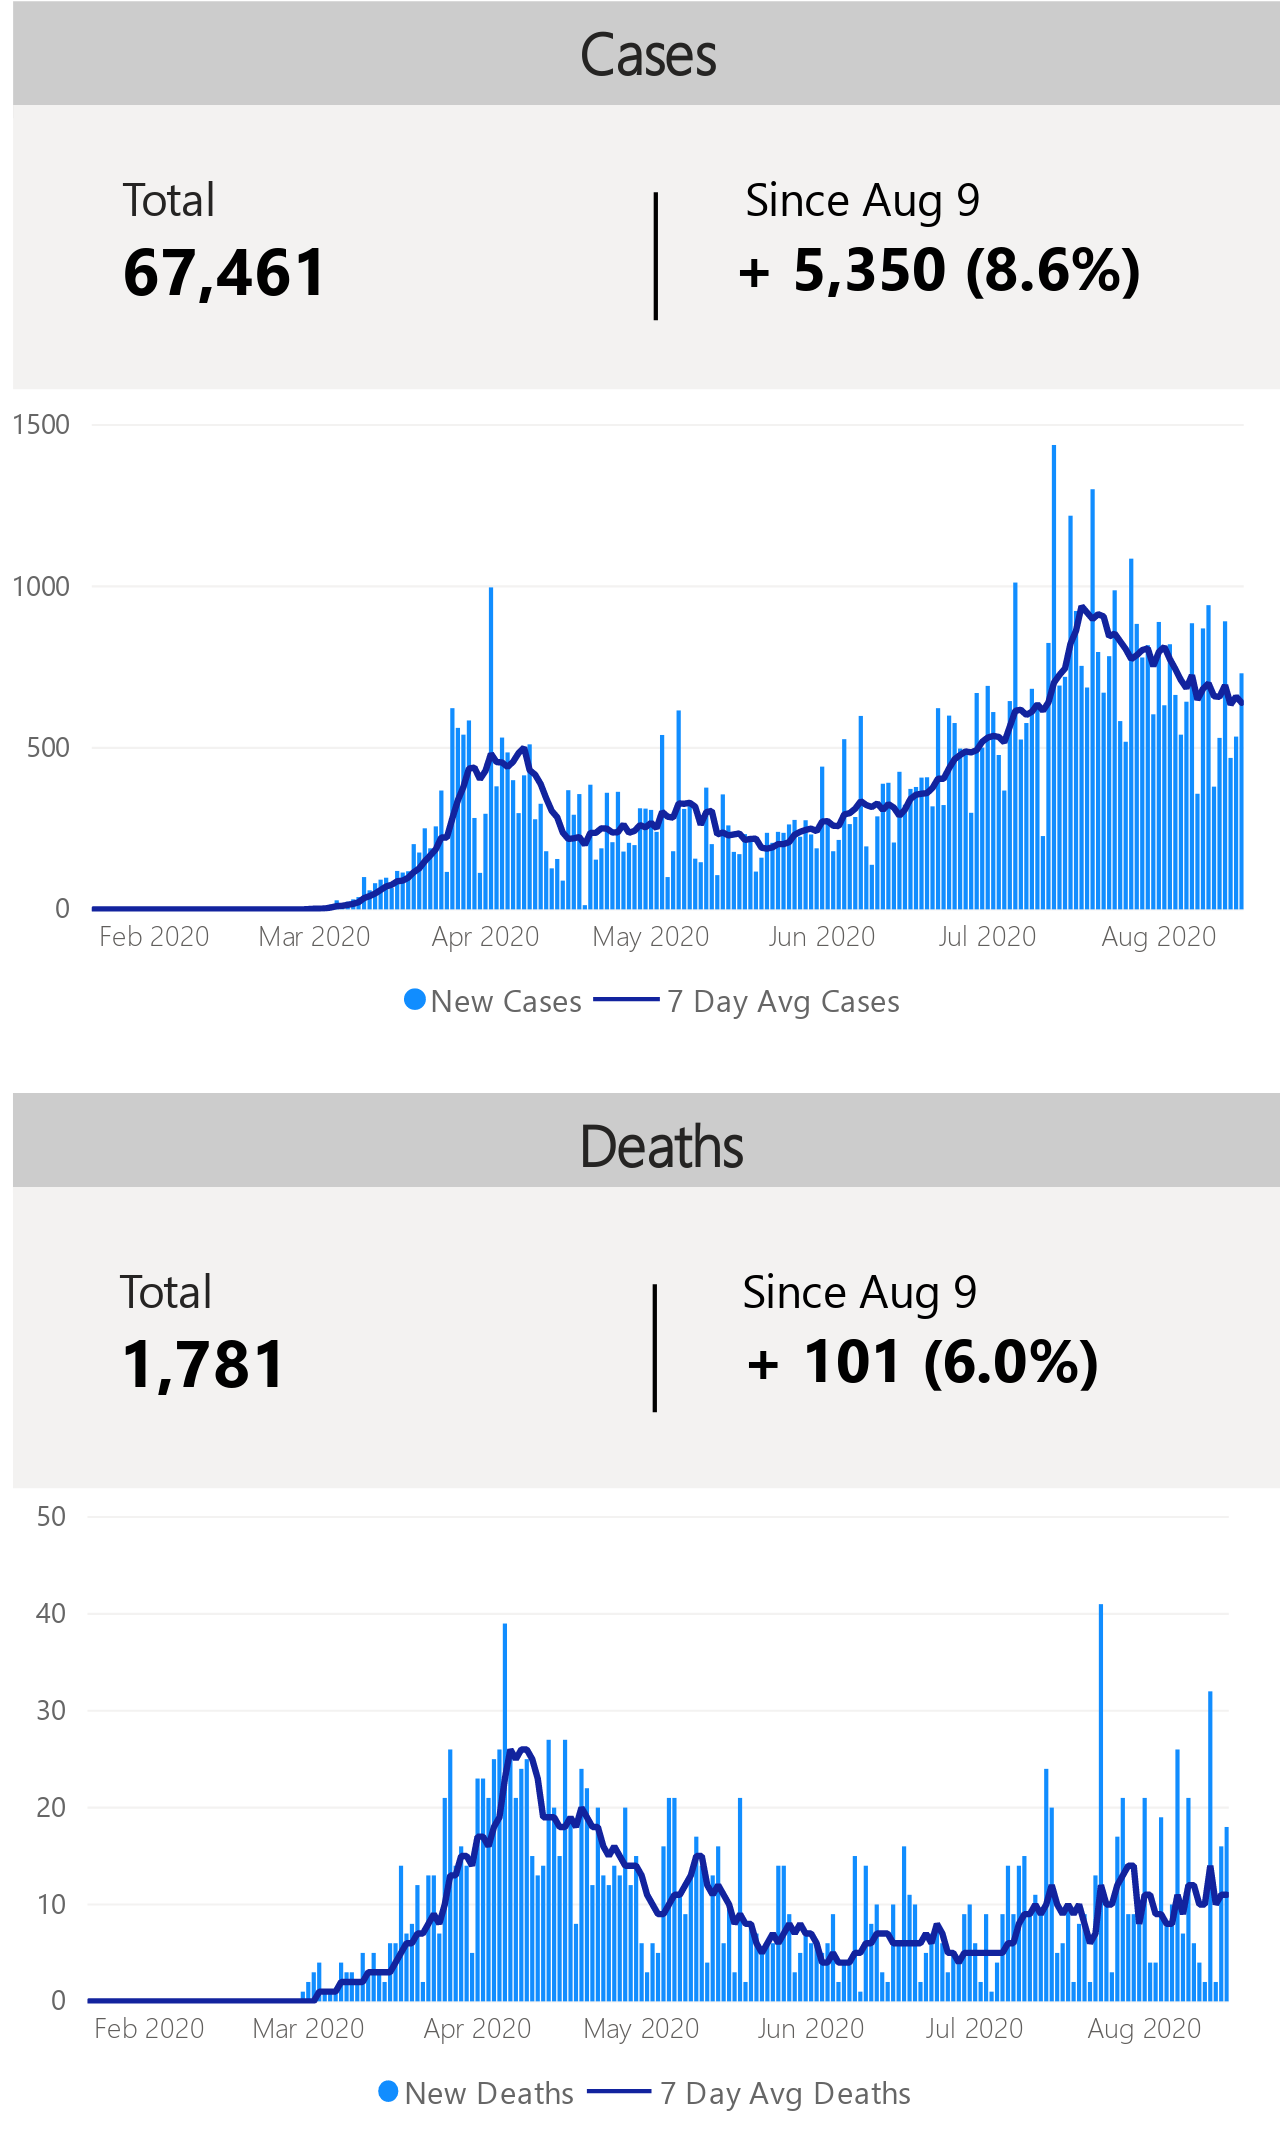 Cases
Total
Since Aug 9
67,461
+ 5,350 (8.6%)
1500
1000
500
0
Feb 2020 Mar 2020 Apr 2020 May 2020 Jun 2020 Jul 2020 Aug 2020
New Cases 7 Day Avg Cases
Deaths
Total
Since Aug 9
1,781
+ 101 (6.0%)
50
40
30
20
10
0
Feb 2020 Mar 2020 Apr 2020 May 2020 Jun 2020 Jul 2020 Aug 2020
New Deaths 7 Day Avg Deaths